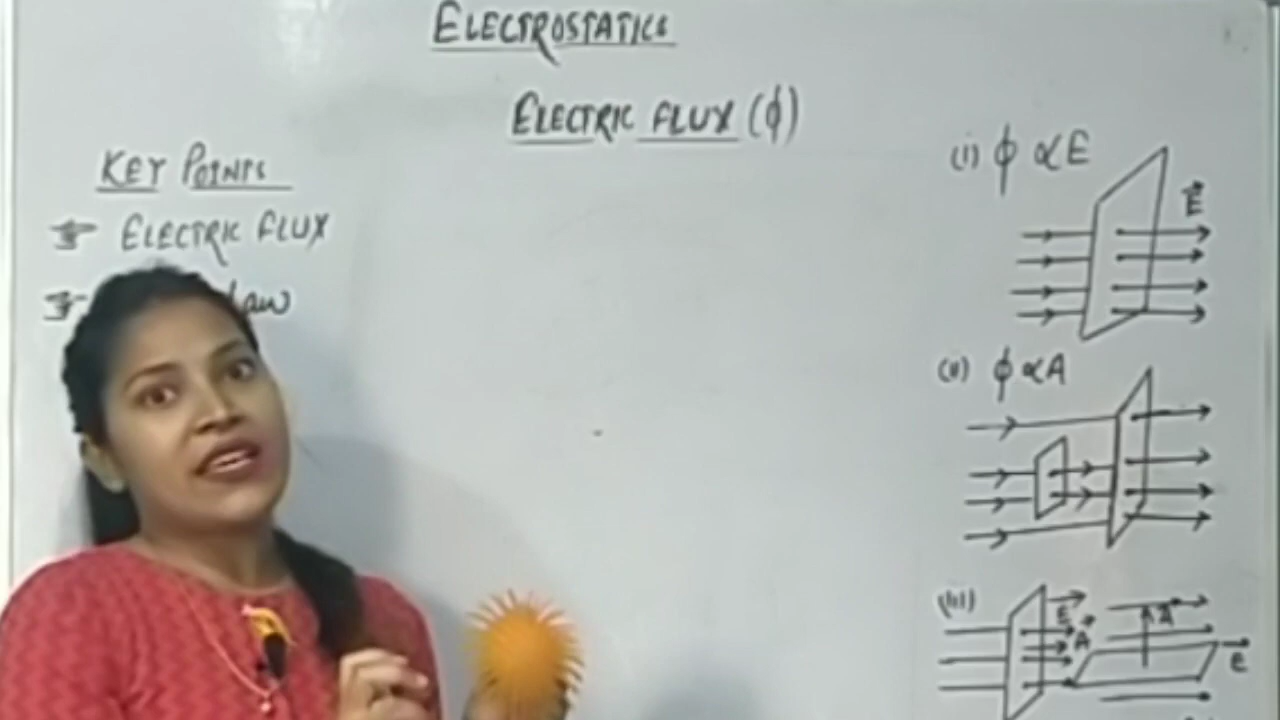 ELECTROSTATICS
ELECTRIC FLUX (ϕ)
KEY POINTS
☞ ELECTRIC FLUX
☞ Law
(i) ϕ ∝ E
E⃗
(ii) ϕ ∝ A
(iii)
E⃗
A⃗
A⃗
E⃗